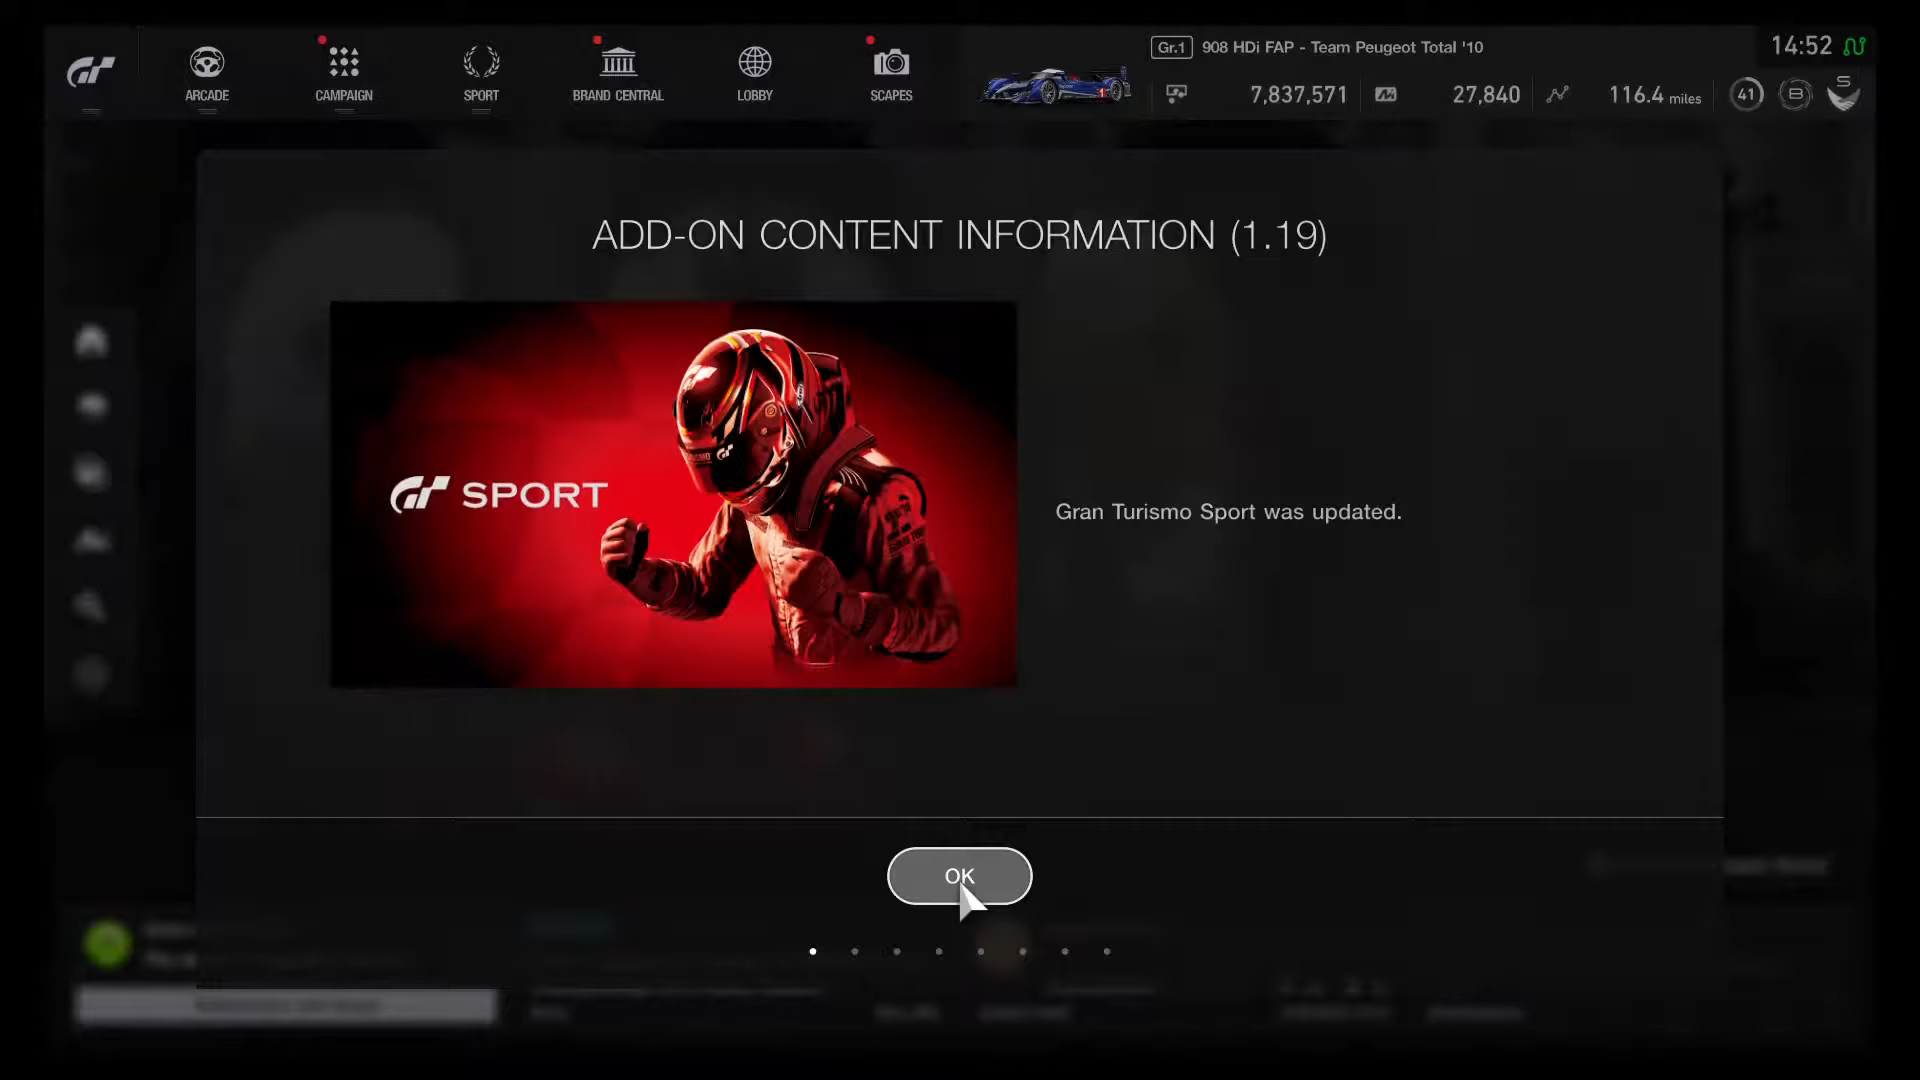 ARCADE
CAMPAIGN
SPORT
BRAND CENTRAL
LOBBY
SCAPES
Gr.1 908 HDi FAP - Team Peugeot Total '10
14:52
7,837,571
27,840
116.4 miles
41
B
S
ADD-ON CONTENT INFORMATION (1.19)
GT SPORT
Gran Turismo Sport was updated.
OK